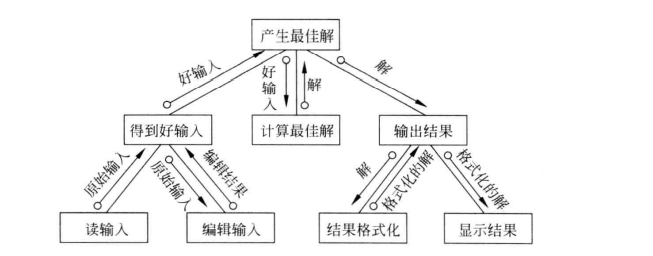 产生最佳解
好输入
好输入
解
解
得到好输入
计算最佳解
输出结果
原始输入
原始输入
编辑结果
解
格式化的解
格式化的解
读输入
编辑输入
结果格式化
显示结果